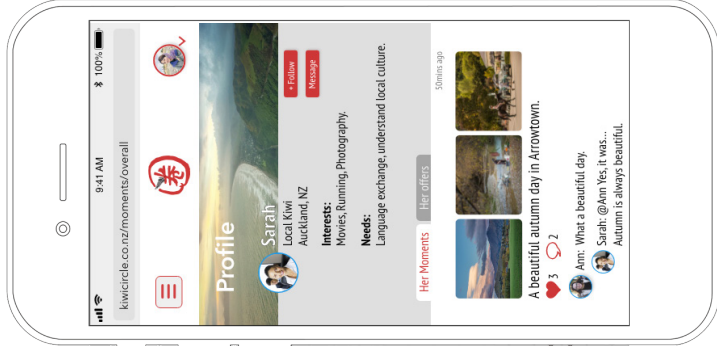 9:41 AM
100%
kiwicircle.co.nz/moments/overall
Profile
Sarah
Local Kiwi
Auckland, NZ
+ Follow
Message
Interests:
Movies, Running, Photography.
Needs:
Language exchange, understand local culture.
Her Moments
Her offers
50mins ago
A beautiful autumn day in Arrowtown.
3
2
Ann: What a beautiful day.
Sarah: @Ann Yes, it was...
Autumn is always beautiful.